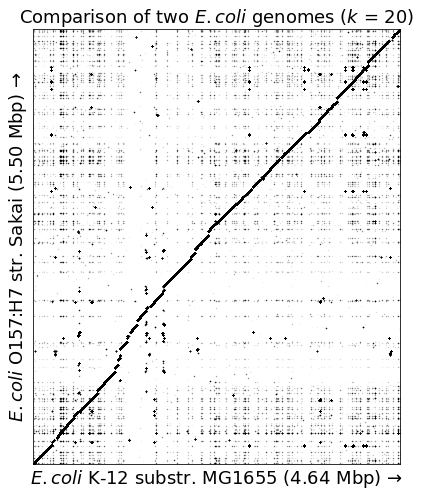 Comparison of two E.coli genomes (k = 20)
E.coli O157:H7 str. Sakai (5.50 Mbp) →
E.coli K-12 substr. MG1655 (4.64 Mbp) →